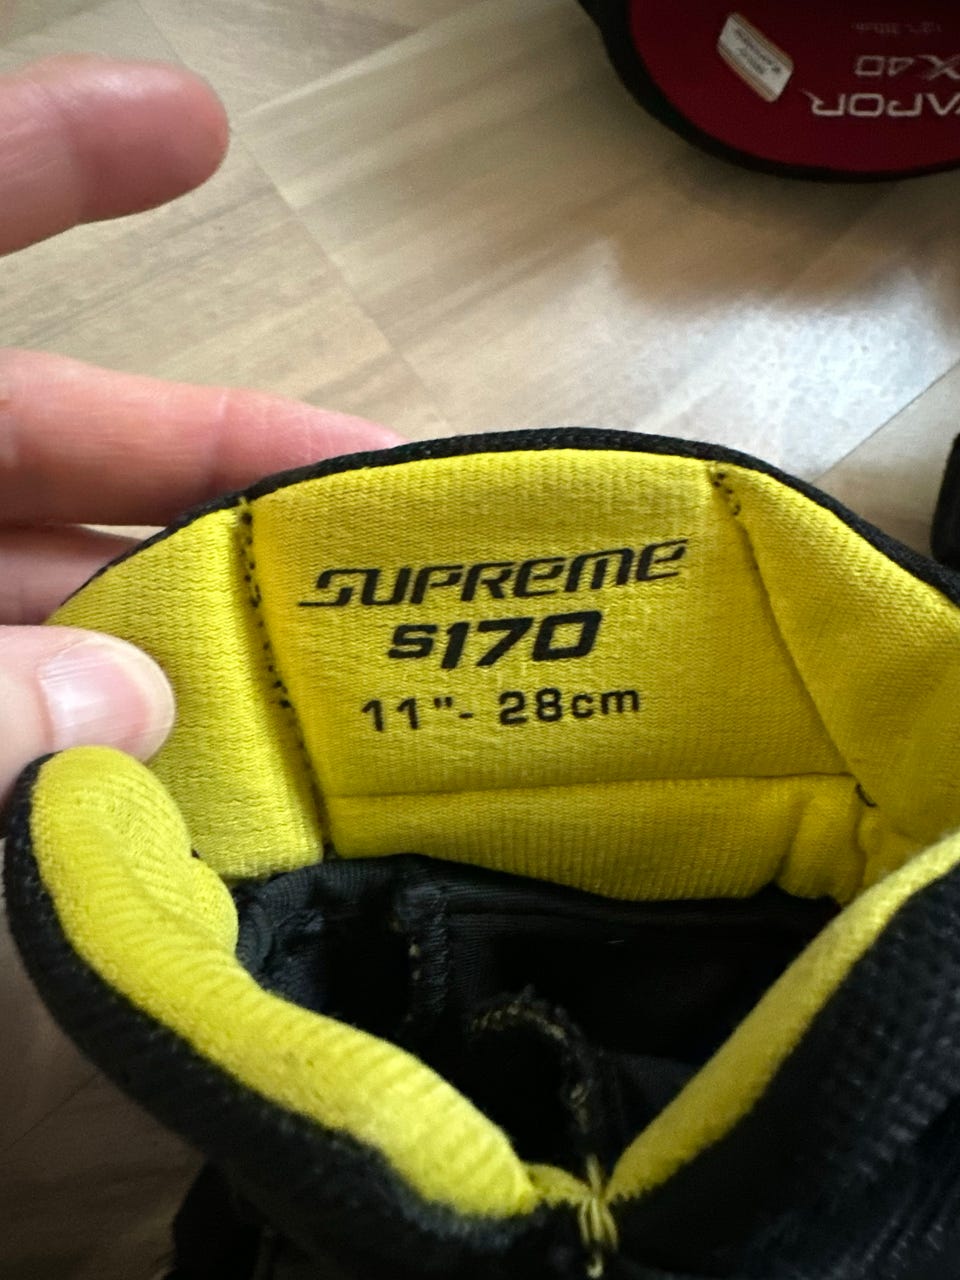 SUPREME
S170
11"- 28cm
X40
VAPOR